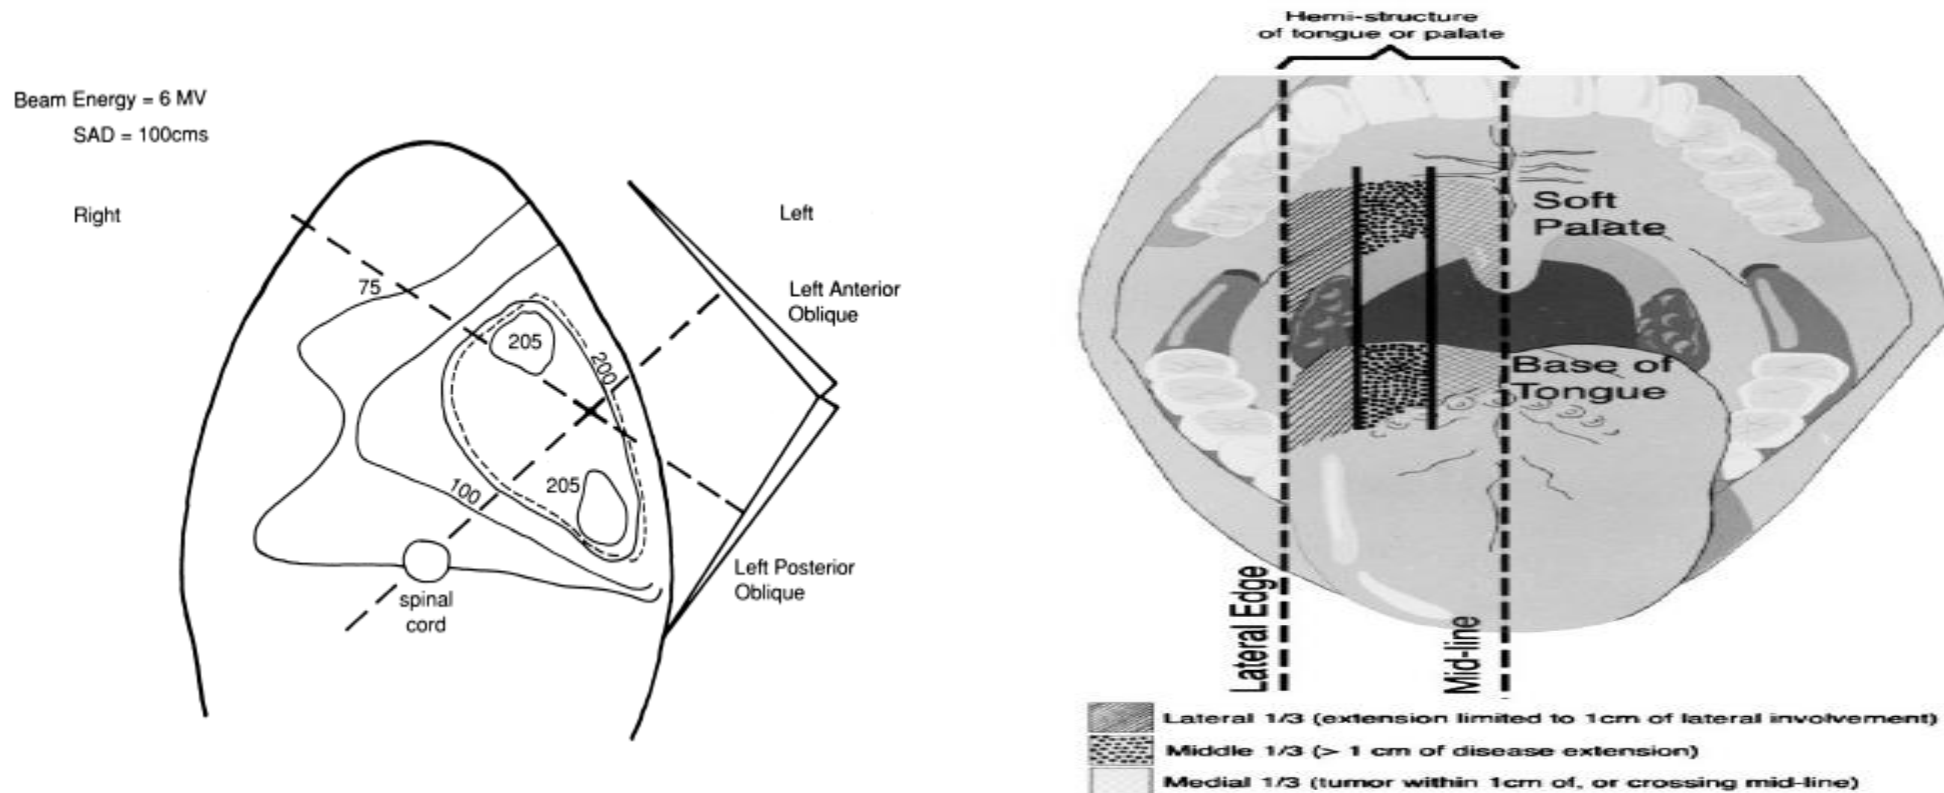 Beam Energy = 6 MV
SAD = 100cms
Right
Left
75
205
200
Left Anterior
Oblique
205
100
spinal
cord
Left Posterior
Oblique
Hemi-structure
of tongue or palate
Soft
Palate
Base of
Tongue
Lateral Edge
Mid-line
Lateral 1/3 (extension limited to 1cm of lateral involvement)
Middle 1/3 (> 1 cm of disease extension)
Medial 1/3 (tumor within 1cm of, or crossing mid-line)